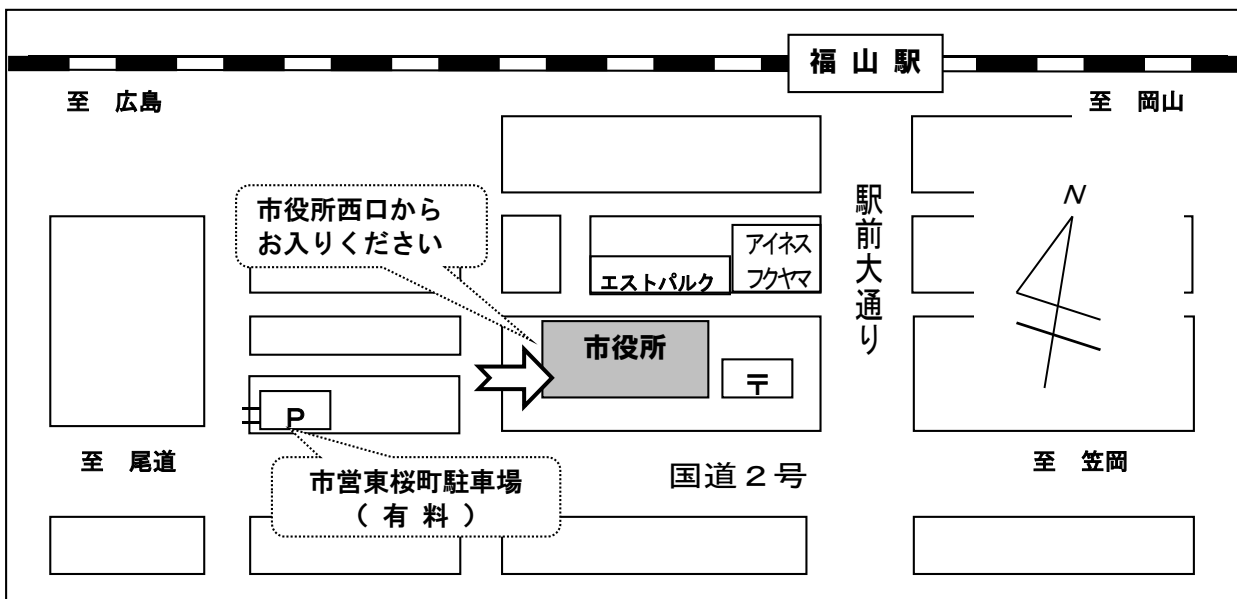 福山駅
至 広島
至 岡山
市役所西口から
お入りください
駅前大通り
N
アイネス
フクヤマ
エストパルク
市役所
〒
P
至 尾道
市営東桜町駐車場
（有料）
国道２号
至 笠岡